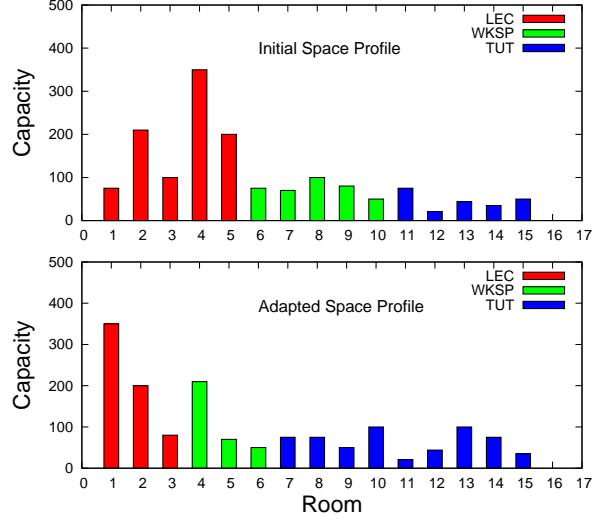 500
400
300
200
100
0
Capacity
Initial Space Profile
LEC
WKSP
TUT
0 1 2 3 4 5 6 7 8 9 10 11 12 13 14 15 16 17
500
400
300
200
100
0
Capacity
Adapted Space Profile
LEC
WKSP
TUT
0 1 2 3 4 5 6 7 8 9 10 11 12 13 14 15 16 17
Room